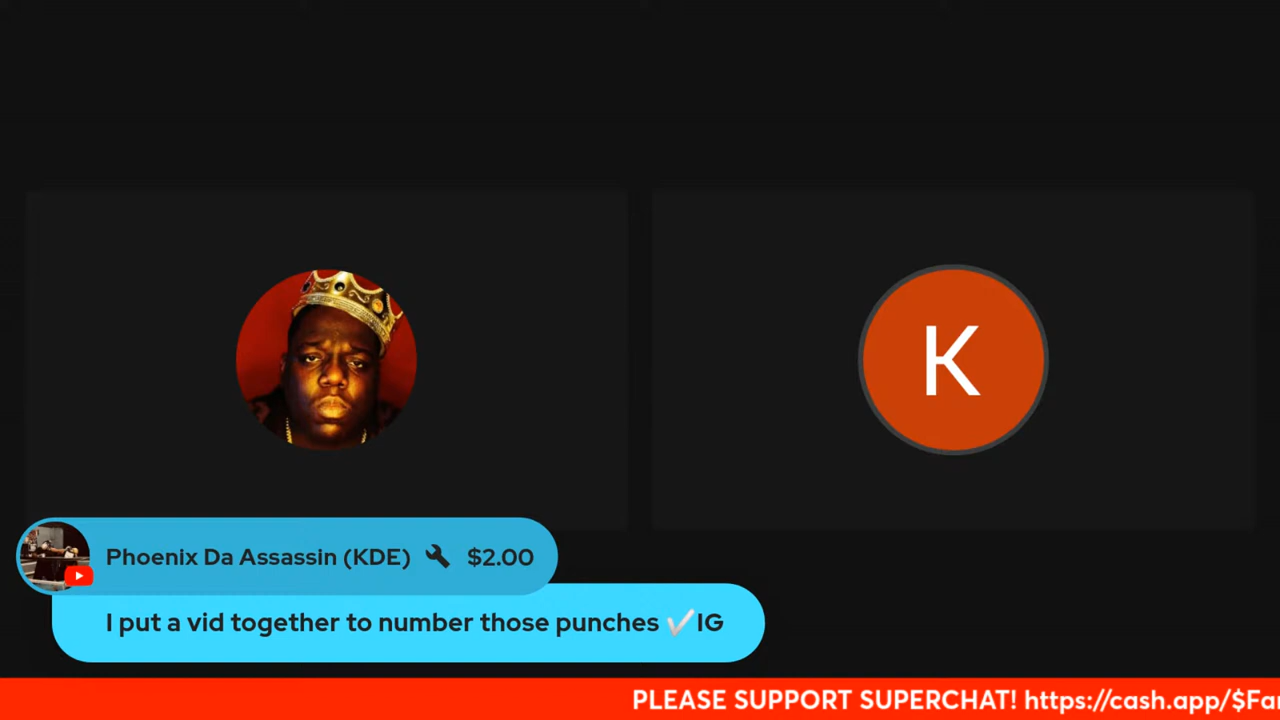 K
Phoenix Da Assassin (KDE) 🔧 $2.00
I put a vid together to number those punches ✔️IG
PLEASE SUPPORT SUPERCHAT! https://cash.app/$Fa